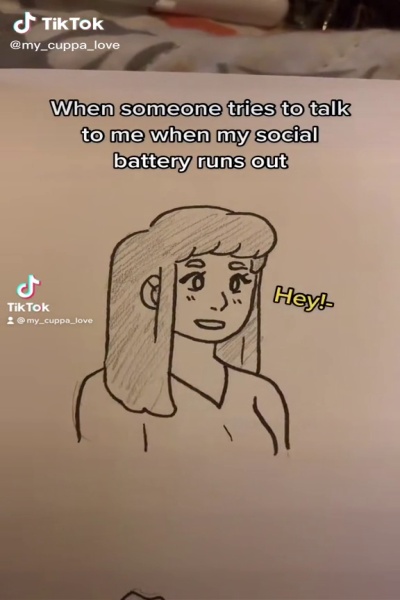 TikTok
@my_cuppa_love
When someone tries to talk
to me when my social
battery runs out
Hey!-
TikTok
@my_cuppa_love